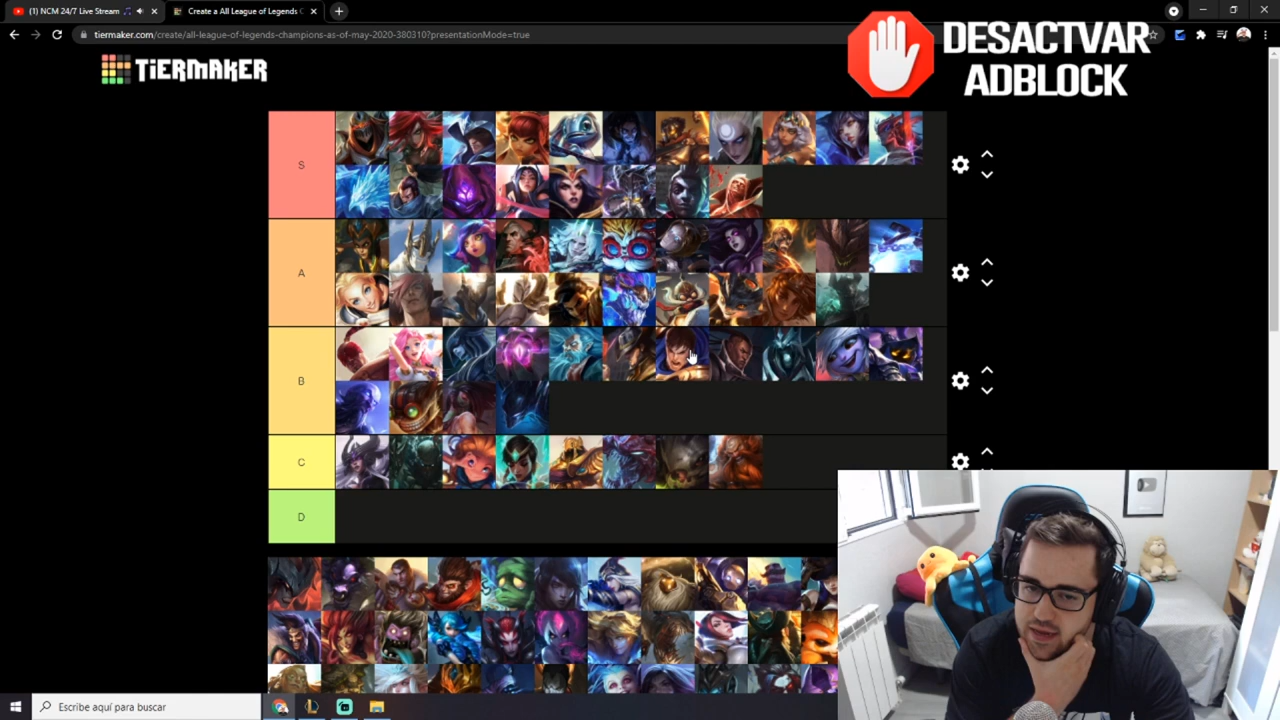 (1) NCM 24/7 Live Stream
Create a All League of Legends C
tiermaker.com/create/all-league-of-legends-champions-as-of-may-2020-380310?presentationMode=true
DESACTVAR
ADBLOCK
TiERMAKER
S
A
B
C
D
Escribe aquí para buscar